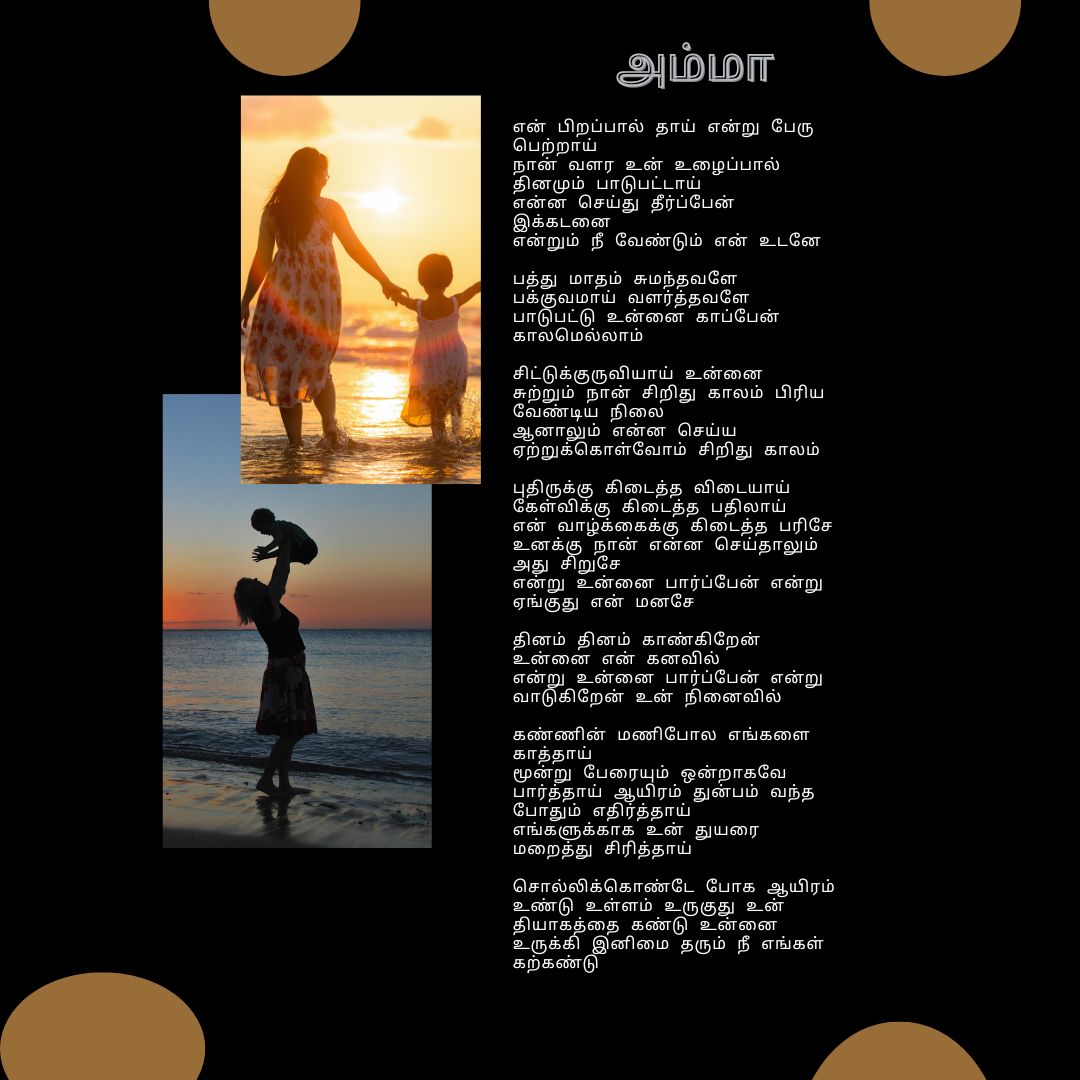 அம்மா
என் பிறப்பால் தாய் என்று பேரு
பெற்றாய்
நான் வளர உன் உழைப்பால்
தினமும் பாடுபட்டாய்
என்ன செய்து தீர்ப்பேன்
இக்கடனை
என்றும் நீ வேண்டும் என் உடனே
பத்து மாதம் சுமந்தவளே
பக்குவமாய் வளர்த்தவளே
பாடுபட்டு உன்னை காப்பேன்
காலமெல்லாம்
சிட்டுக்குருவியாய் உன்னை
சுற்றும் நான் சிறிது காலம் பிரிய
வேண்டிய நிலை
ஆனாலும் என்ன செய்ய
ஏற்றுக்கொள்வோம் சிறிது காலம்
புதிருக்கு கிடைத்த விடையாய்
கேள்விக்கு கிடைத்த பதிலாய்
என் வாழ்க்கைக்கு கிடைத்த பரிசே
உனக்கு நான் என்ன செய்தாலும்
அது சிறுசே
என்று உன்னை பார்ப்பேன் என்று
ஏங்குது என் மனசே
தினம் தினம் காண்கிறேன்
உன்னை என் கனவில்
என்று உன்னை பார்ப்பேன் என்று
வாடுகிறேன் உன் நினைவில்
கண்ணின் மணிபோல எங்களை
காத்தாய்
மூன்று பேரையும் ஒன்றாகவே
பார்த்தாய் ஆயிரம் துன்பம் வந்த
போதும் எதிர்த்தாய்
எங்களுக்காக உன் துயரை
மறைத்து சிரித்தாய்
சொல்லிக்கொண்டே போக ஆயிரம்
உண்டு உள்ளம் உருகுது உன்
தியாகத்தை கண்டு உன்னை
உருக்கி இனிமை தரும் நீ எங்கள்
கற்கண்டு